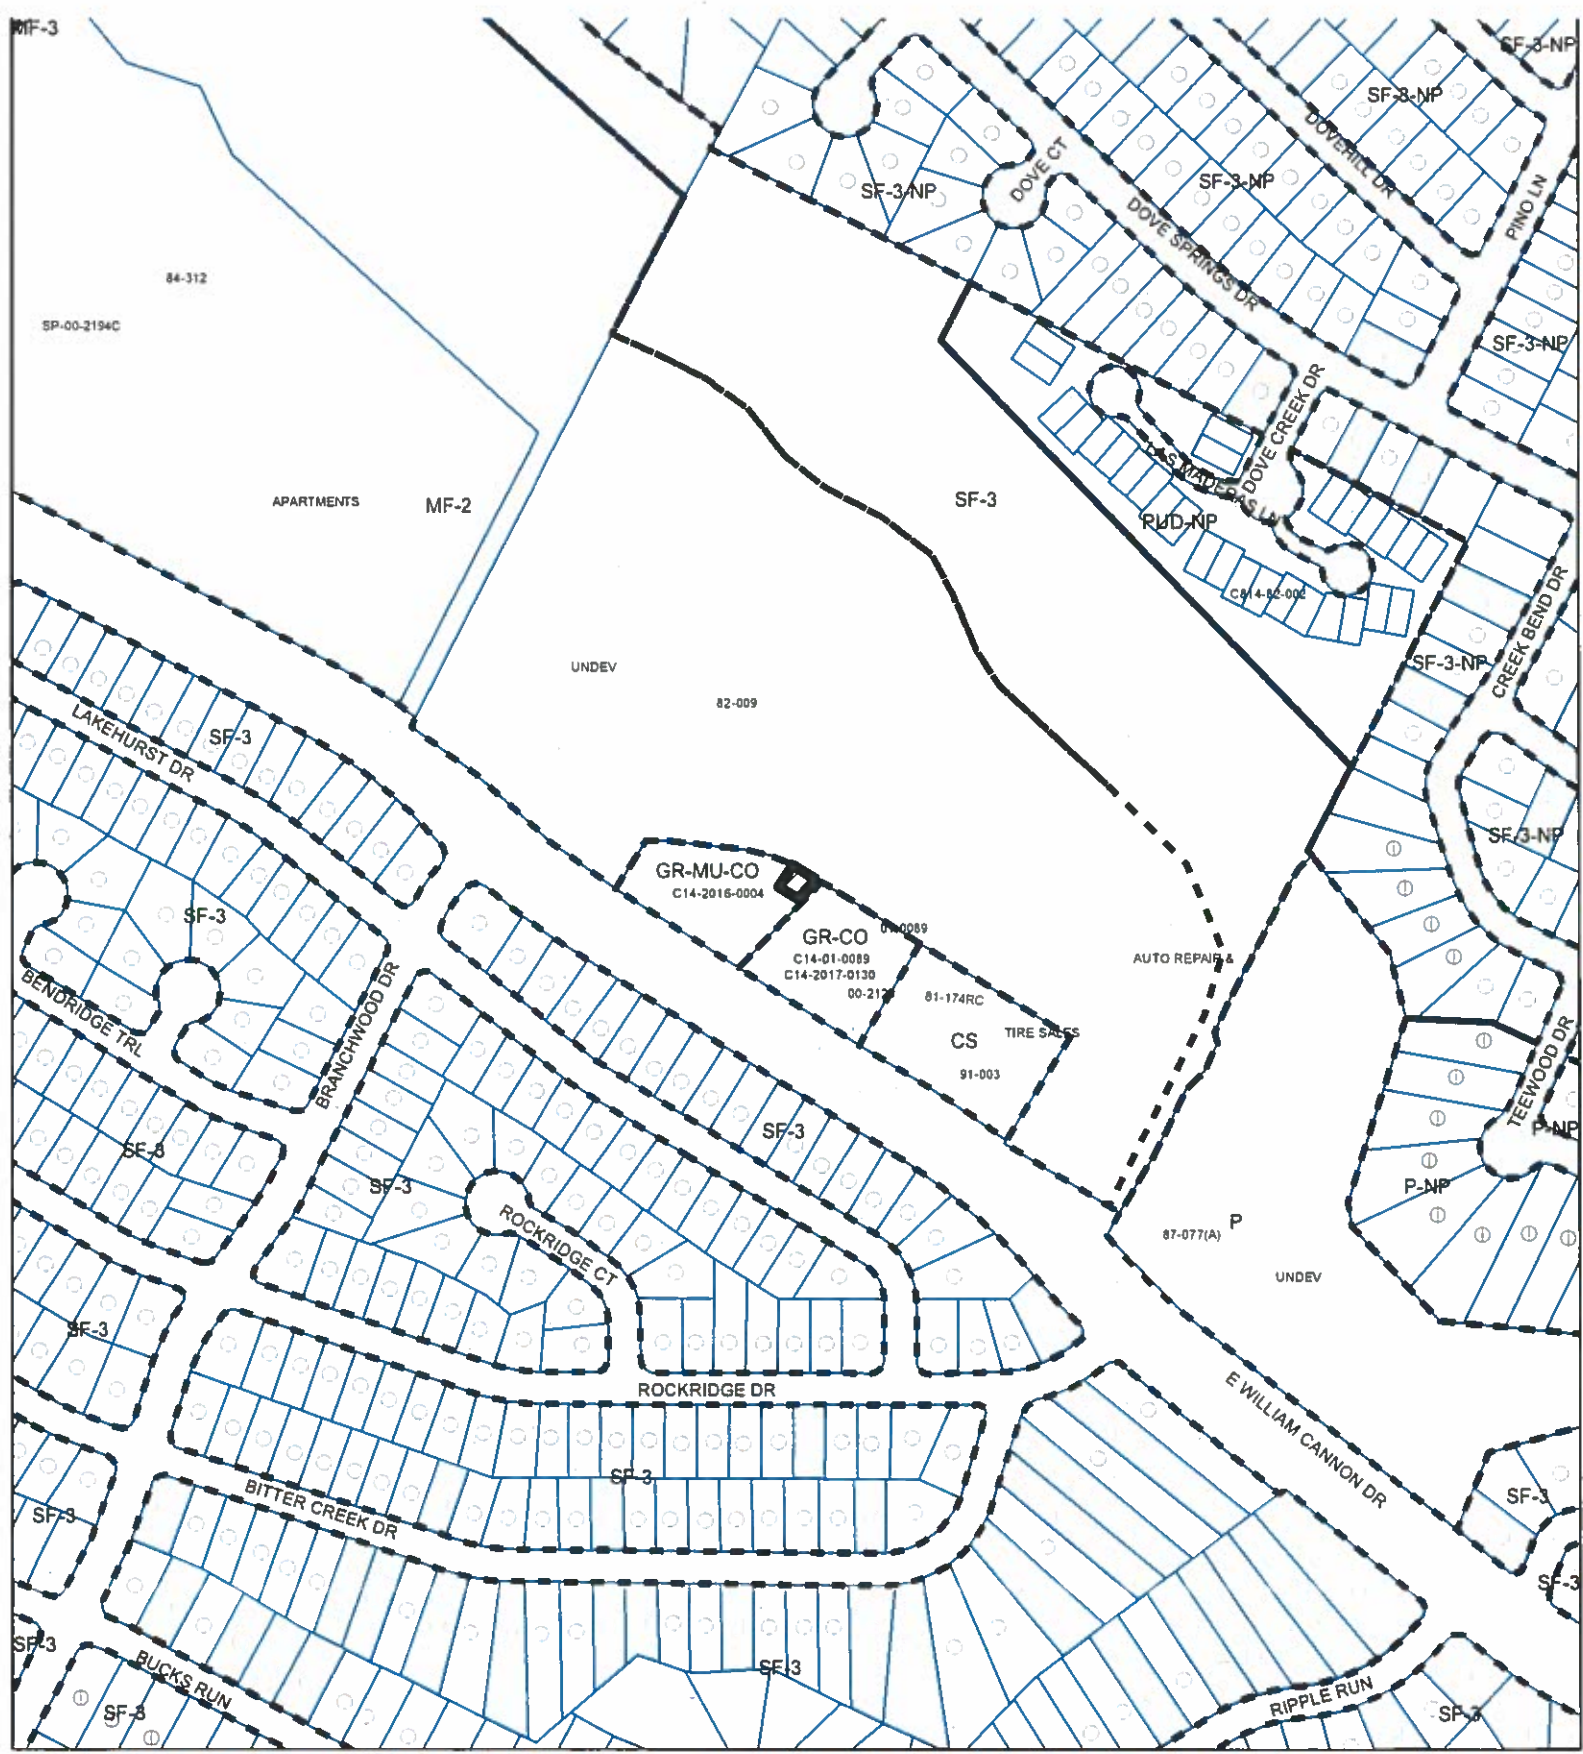 MF-3
SF-3-NP
SF-3-NP
DOVEHILL DR
DOVE CT
SF-3-NP
SF-3-NP
DOVE SPRINGS DR
PINO LN
84-312
SP-00-2194C
SF-3-NP
DOVE CREEK DR
LAS MADERAS LN
APARTMENTS
MF-2
SF-3
PUD-NP
C814-82-002
CREEK BEND DR
SF-3-NP
UNDEV
82-009
LAKEHURST DR
SF-3
SF-3-NP
GR-MU-CO
C14-2016-0004
SF-3
GR-CO
C14-01-0089
C14-2017-0130
AUTO REPAIR &
BENDRIDGE TRL
BRANCHWOOD DR
81-174RC
TIRE SALES
CS
91-003
TEEWOOD DR
P-NP
SF-3
SF-3
SF-3
P-NP
ROCKRIDGE CT
P
87-077(A)
UNDEV
SF-3
ROCKRIDGE DR
E WILLIAM CANNON DR
SF-3
BITTER CREEK DR
SF-3
SF-3
SF-3
SF-3
BUCKS RUN
SF-3
SF-3
RIPPLE RUN
SF-3